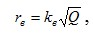 r_e = k_e √Q ,